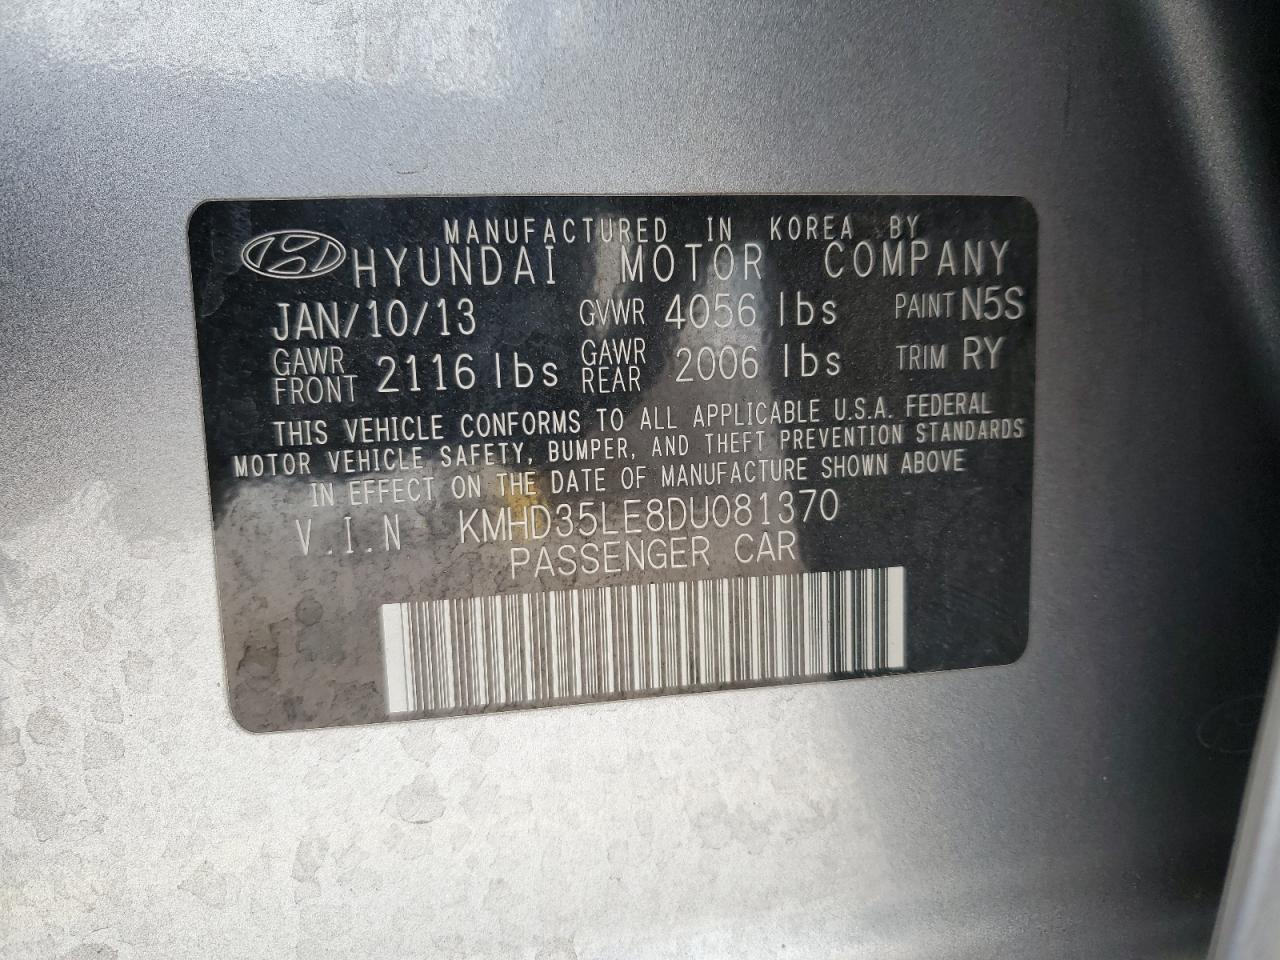 MANUFACTURED IN KOREA BY
HYUNDAI MOTOR COMPANY
JAN/10/13 GVWR 4056 lbs PAINT N5S
GAWR FRONT 2116 lbs GAWR REAR 2006 lbs TRIM RY
THIS VEHICLE CONFORMS TO ALL APPLICABLE U.S.A. FEDERAL
MOTOR VEHICLE SAFETY, BUMPER, AND THEFT PREVENTION STANDARDS
IN EFFECT ON THE DATE OF MANUFACTURE SHOWN ABOVE
V.I.N KMHD35LE8DU081370
PASSENGER CAR